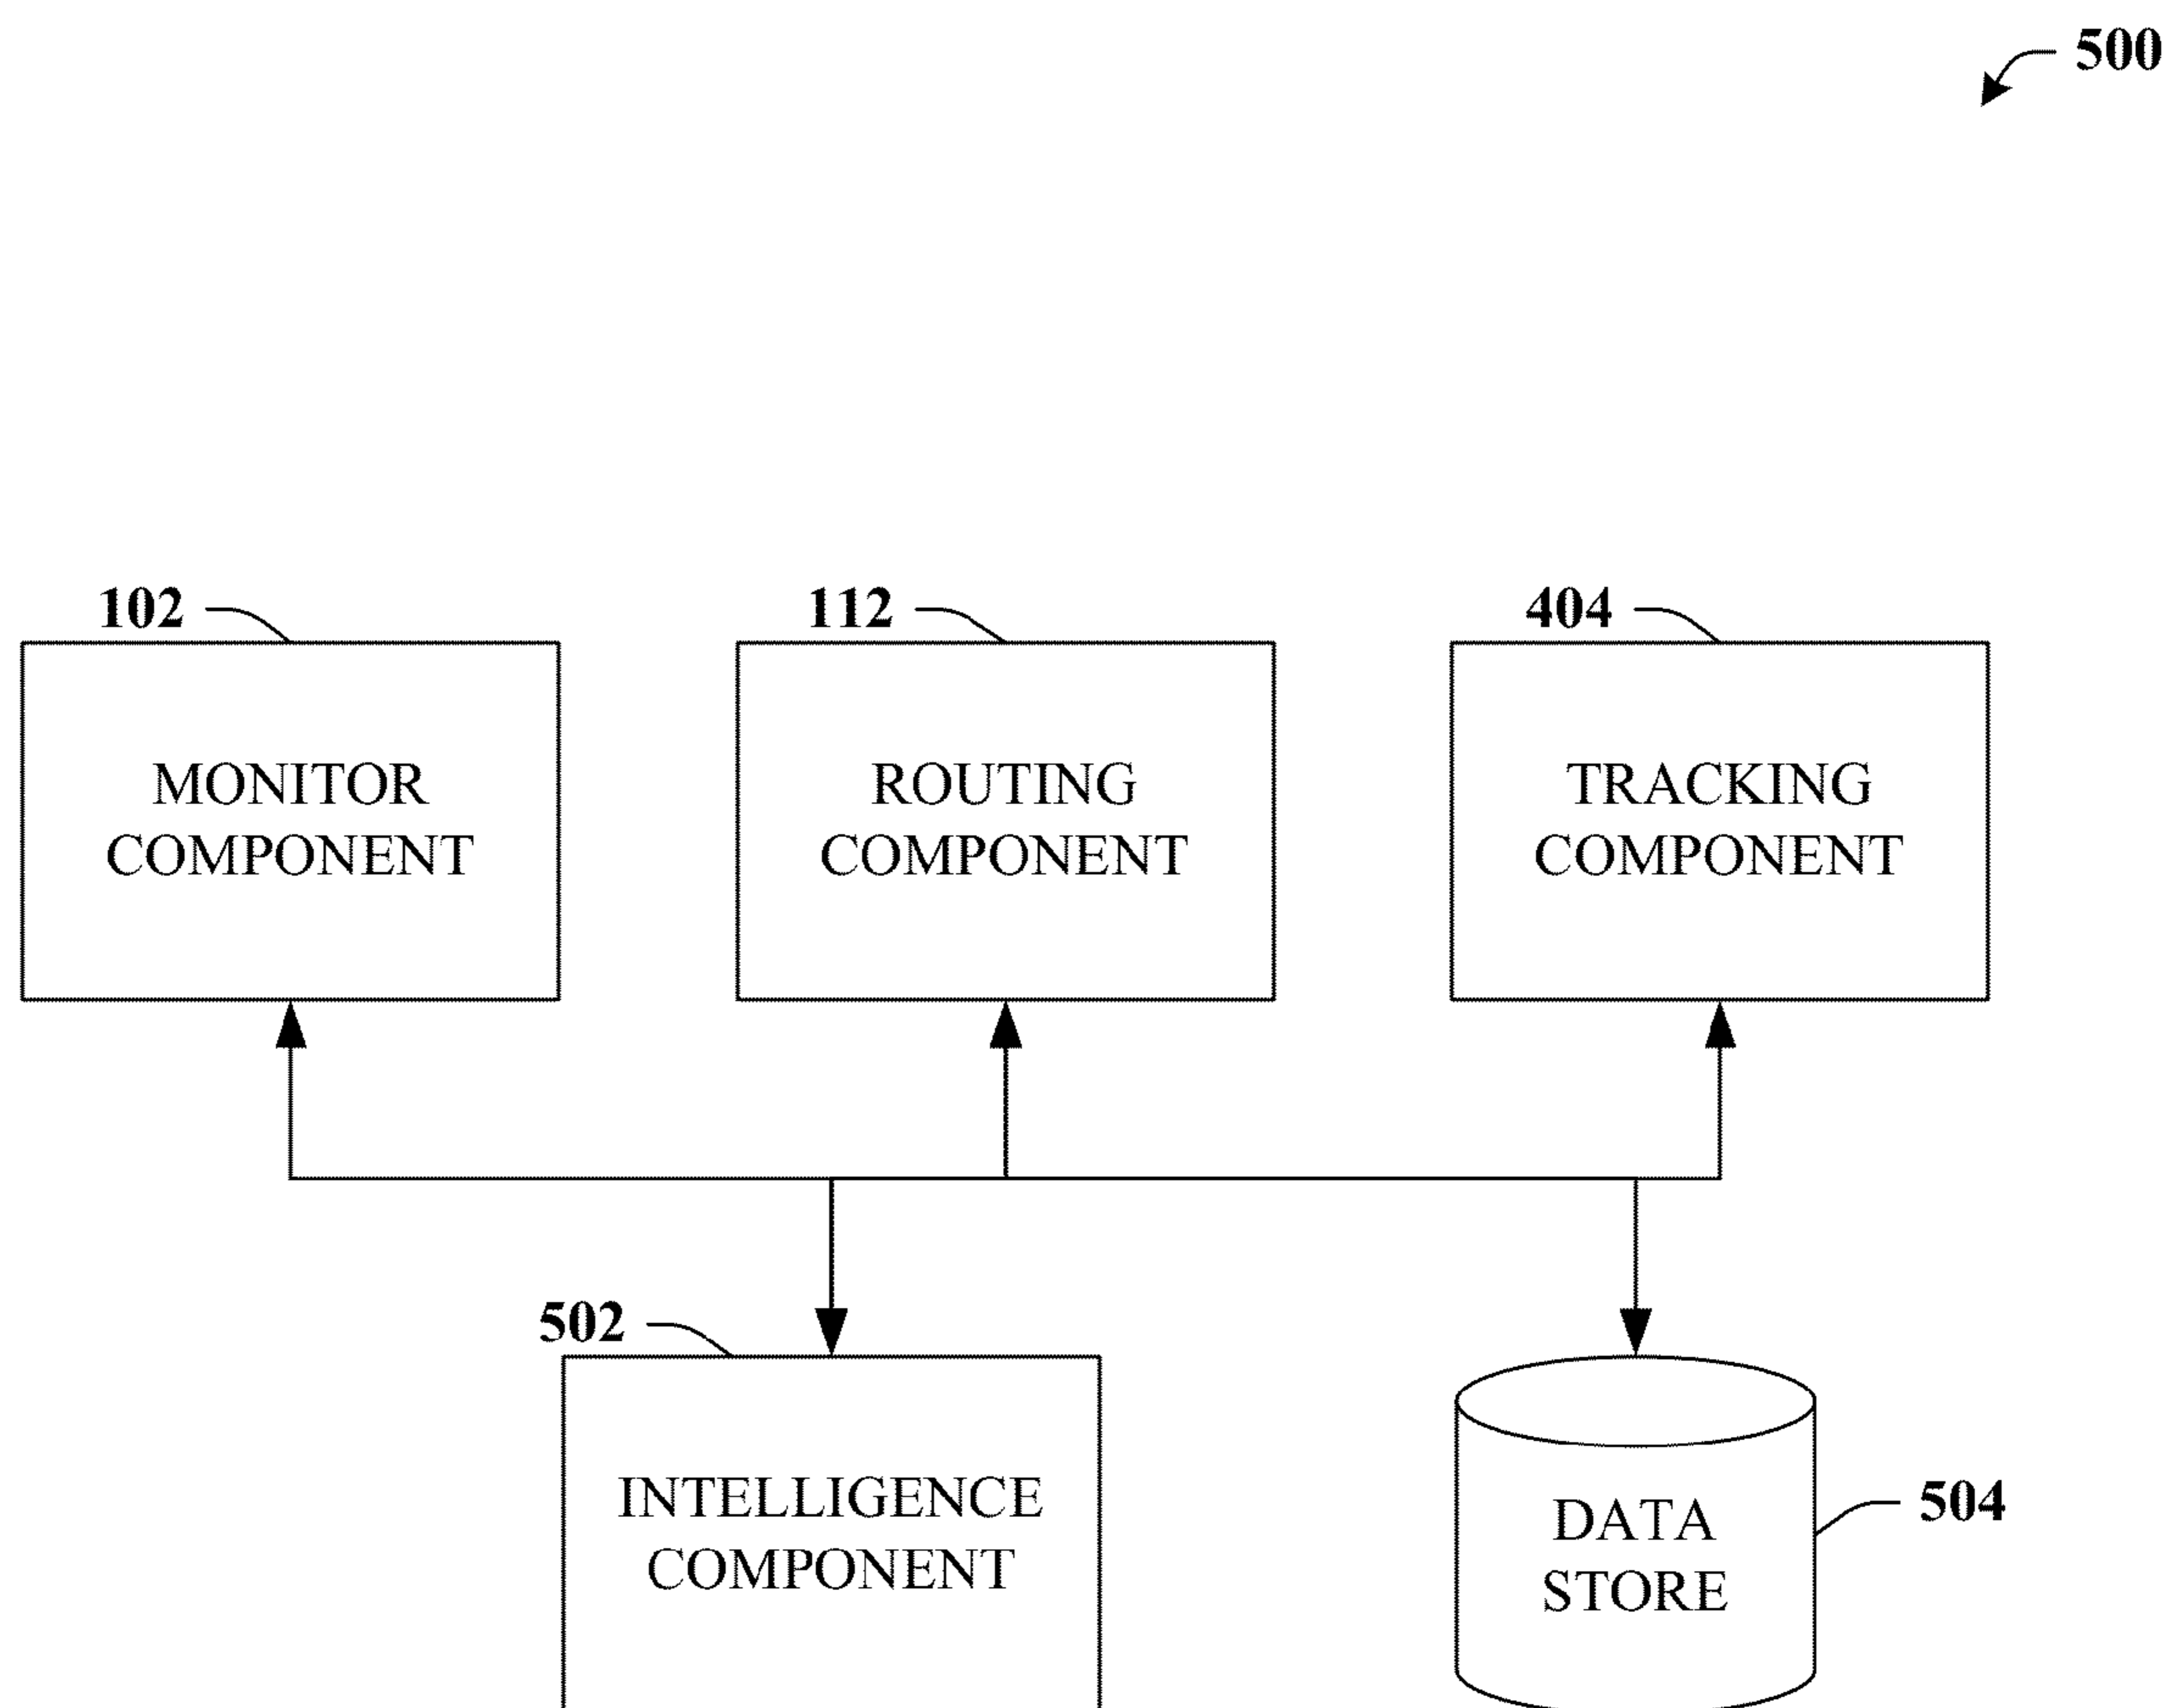 500
102
112
404
MONITOR
COMPONENT
ROUTING
COMPONENT
TRACKING
COMPONENT
502
INTELLIGENCE
COMPONENT
DATA
STORE
504